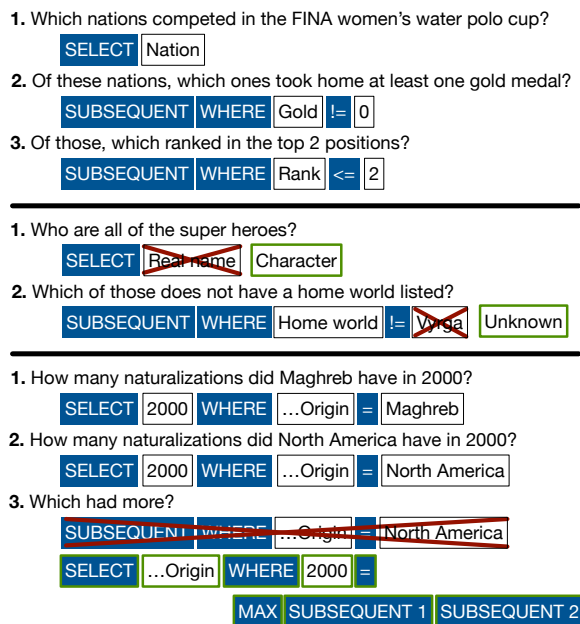 1. Which nations competed in the FINA women's water polo cup?
SELECT Nation
2. Of these nations, which ones took home at least one gold medal?
SUBSEQUENT WHERE Gold != 0
3. Of those, which ranked in the top 2 positions?
SUBSEQUENT WHERE Rank <= 2
1. Who are all of the super heroes?
SELECT Real name Character
2. Which of those does not have a home world listed?
SUBSEQUENT WHERE Home world != Vyrga Unknown
1. How many naturalizations did Maghreb have in 2000?
SELECT 2000 WHERE …Origin = Maghreb
2. How many naturalizations did North America have in 2000?
SELECT 2000 WHERE …Origin = North America
3. Which had more?
SUBSEQUENT WHERE …Origin = North America
SELECT …Origin WHERE 2000 =
MAX SUBSEQUENT 1 SUBSEQUENT 2